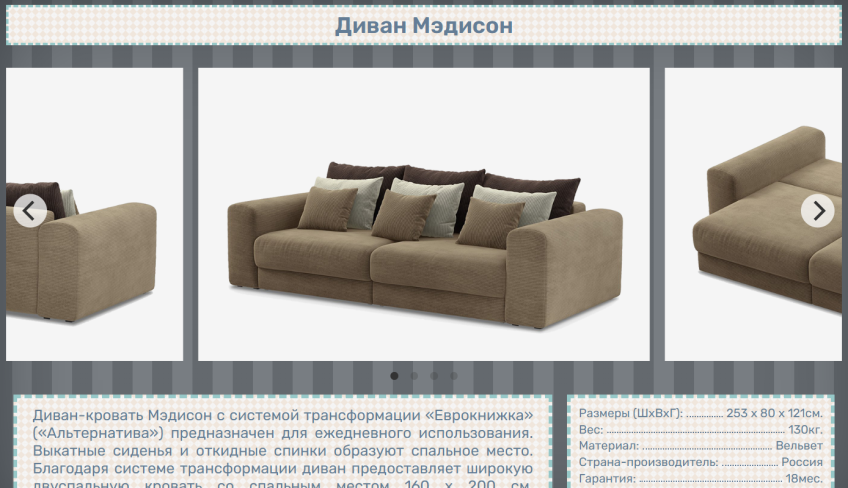 Диван Мэдисон
Диван-кровать Мэдисон с системой трансформации «Еврокнижка»
(«Альтернатива») предназначен для ежедневного использования.
Выкатные сиденья и откидные спинки образуют спальное место.
Благодаря системе трансформации диван предоставляет широкую
двуспальную кровать со спальным местом 160 х 200 см.
Размеры (ШхВхГ): 253 х 80 х 121см.
Вес: 130кг.
Материал: Вельвет
Страна-производитель: Россия
Гарантия: 18мес.